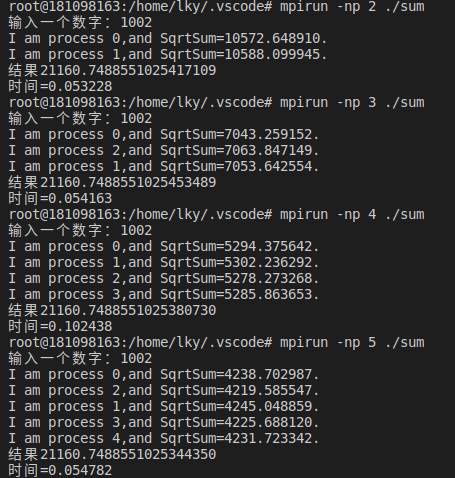 root@181098163:/home/lky/.vscode# mpirun -np 2 ./sum
输入一个数字：1002
I am process 0,and SqrtSum=10572.648910.
I am process 1,and SqrtSum=10588.099945.
结果21160.7488551025417109
时间=0.053228
root@181098163:/home/lky/.vscode# mpirun -np 3 ./sum
输入一个数字：1002
I am process 0,and SqrtSum=7043.259152.
I am process 2,and SqrtSum=7063.847149.
I am process 1,and SqrtSum=7053.642554.
结果21160.7488551025453489
时间=0.054163
root@181098163:/home/lky/.vscode# mpirun -np 4 ./sum
输入一个数字：1002
I am process 0,and SqrtSum=5294.375642.
I am process 1,and SqrtSum=5302.236292.
I am process 2,and SqrtSum=5278.273268.
I am process 3,and SqrtSum=5285.863653.
结果21160.7488551025380730
时间=0.102438
root@181098163:/home/lky/.vscode# mpirun -np 5 ./sum
输入一个数字：1002
I am process 0,and SqrtSum=4238.702987.
I am process 2,and SqrtSum=4219.585547.
I am process 1,and SqrtSum=4245.048859.
I am process 3,and SqrtSum=4225.688120.
I am process 4,and SqrtSum=4231.723342.
结果21160.7488551025344350
时间=0.054782